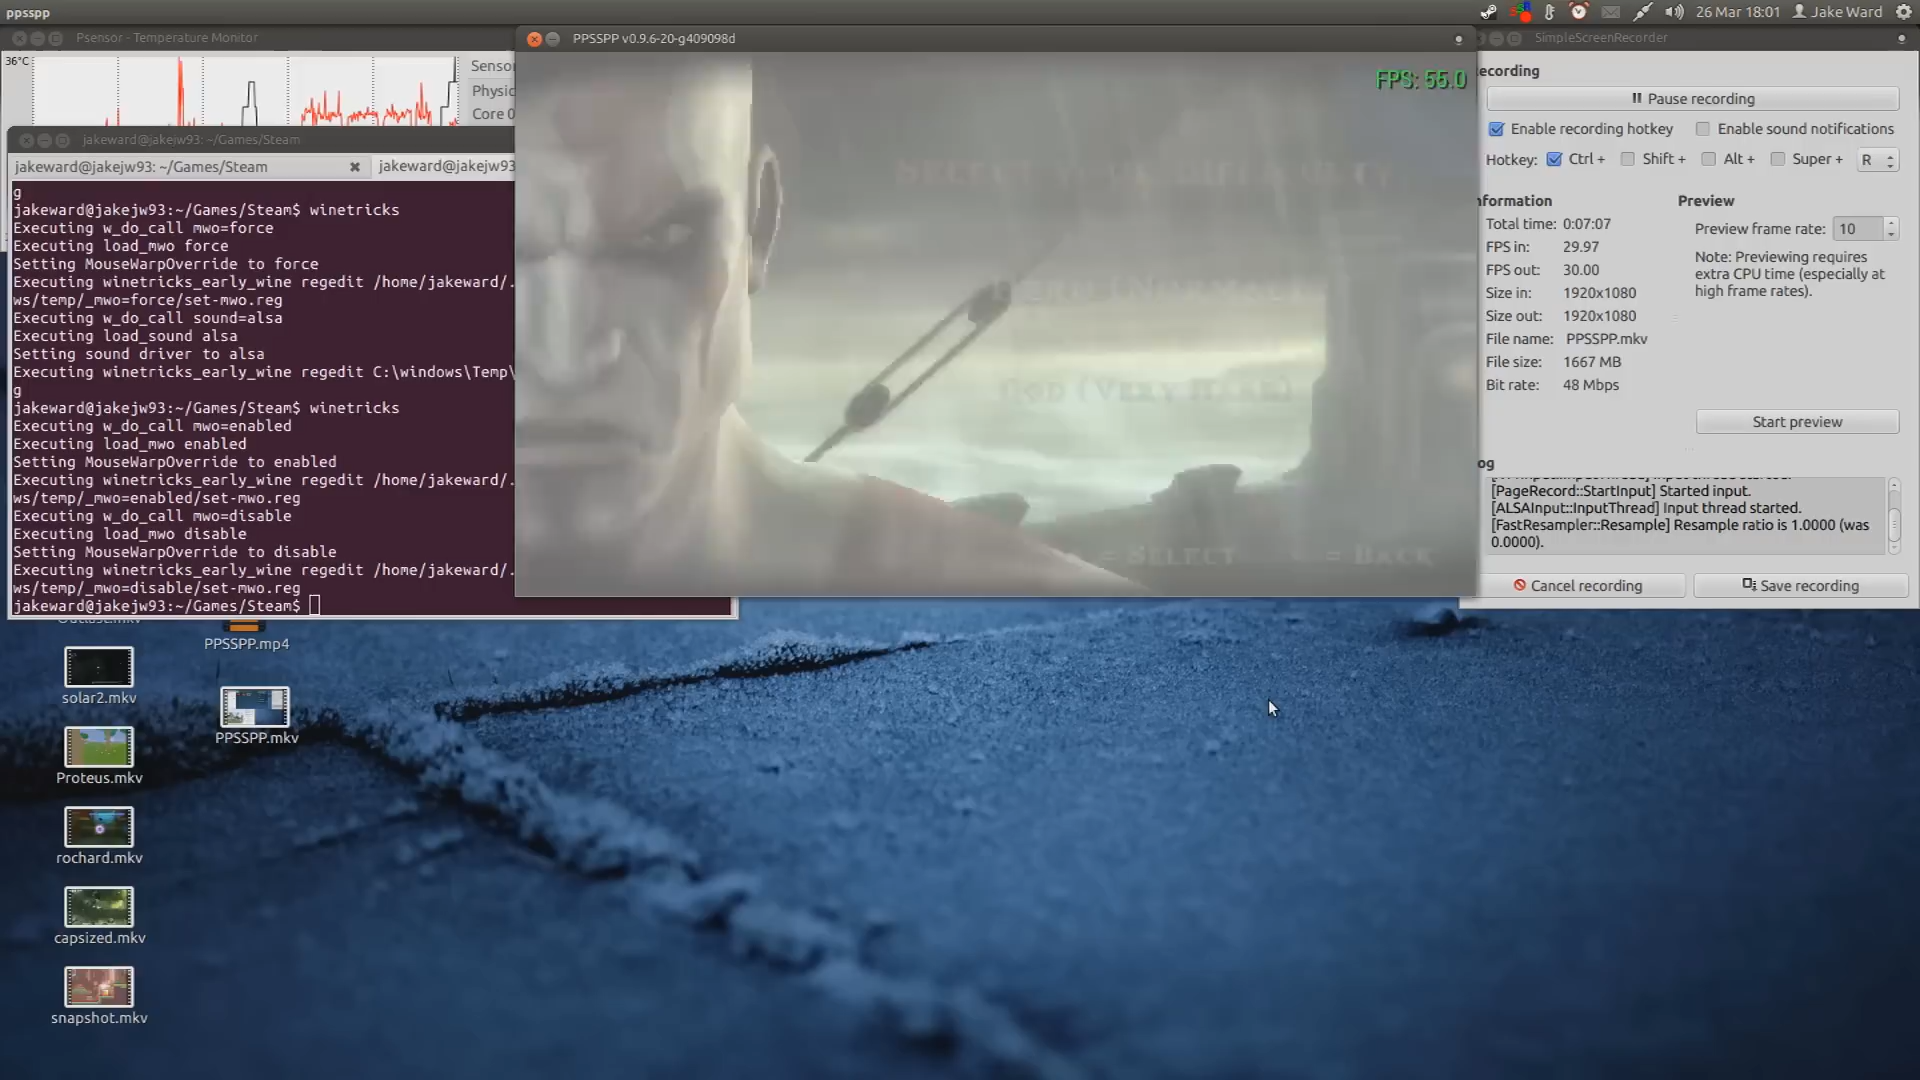 ppsspp
26 Mar 18:01
Jake Ward
Psensor - Temperature Monitor
36°C
Sensor
Physic
Core 0
jakeward@jakejw93: ~/Games/Steam
jakeward@jakejw93: ~/Games/Steam
jakeward@jakejw93
g
jakeward@jakejw93:~/Games/Steam$ winetricks
Executing w_do_call mwo=force
Executing load_mwo force
Setting MouseWarpOverride to force
Executing winetricks_early_wine regedit /home/jakeward/.
ws/temp/_mwo=force/set-mwo.reg
Executing w_do_call sound=alsa
Executing load_sound alsa
Setting sound driver to alsa
Executing winetricks_early_wine regedit C:\windows\Temp\
g
jakeward@jakejw93:~/Games/Steam$ winetricks
Executing w_do_call mwo=enabled
Executing load_mwo enabled
Setting MouseWarpOverride to enabled
Executing winetricks_early_wine regedit /home/jakeward/.
ws/temp/_mwo=enabled/set-mwo.reg
Executing w_do_call mwo=disable
Executing load_mwo disable
Setting MouseWarpOverride to disable
Executing winetricks_early_wine regedit /home/jakeward/.
ws/temp/_mwo=disable/set-mwo.reg
jakeward@jakejw93:~/Games/Steam$
PPSSPP v0.9.6-20-g409098d
FPS: 55.0
Hero (Normal)
God (Very Hard)
= Select
= Back
SimpleScreenRecorder
ecording
Pause recording
Enable recording hotkey
Enable sound notifications
Hotkey: Ctrl + Shift + Alt + Super + R
nformation
Total time: 0:07:07
FPS in: 29.97
FPS out: 30.00
Size in: 1920x1080
Size out: 1920x1080
File name: PPSSPP.mkv
File size: 1667 MB
Bit rate: 48 Mbps
Preview
Preview frame rate: 10
Note: Previewing requires
extra CPU time (especially at
high frame rates).
Start preview
og
[PageRecord::StartInput] Started input.
[ALSAInput::InputThread] Input thread started.
[FastResampler::Resample] Resample ratio is 1.0000 (was
0.0000).
Cancel recording
Save recording
PPSSPP.mp4
solar2.mkv
PPSSPP.mkv
Proteus.mkv
rochard.mkv
capsized.mkv
snapshot.mkv